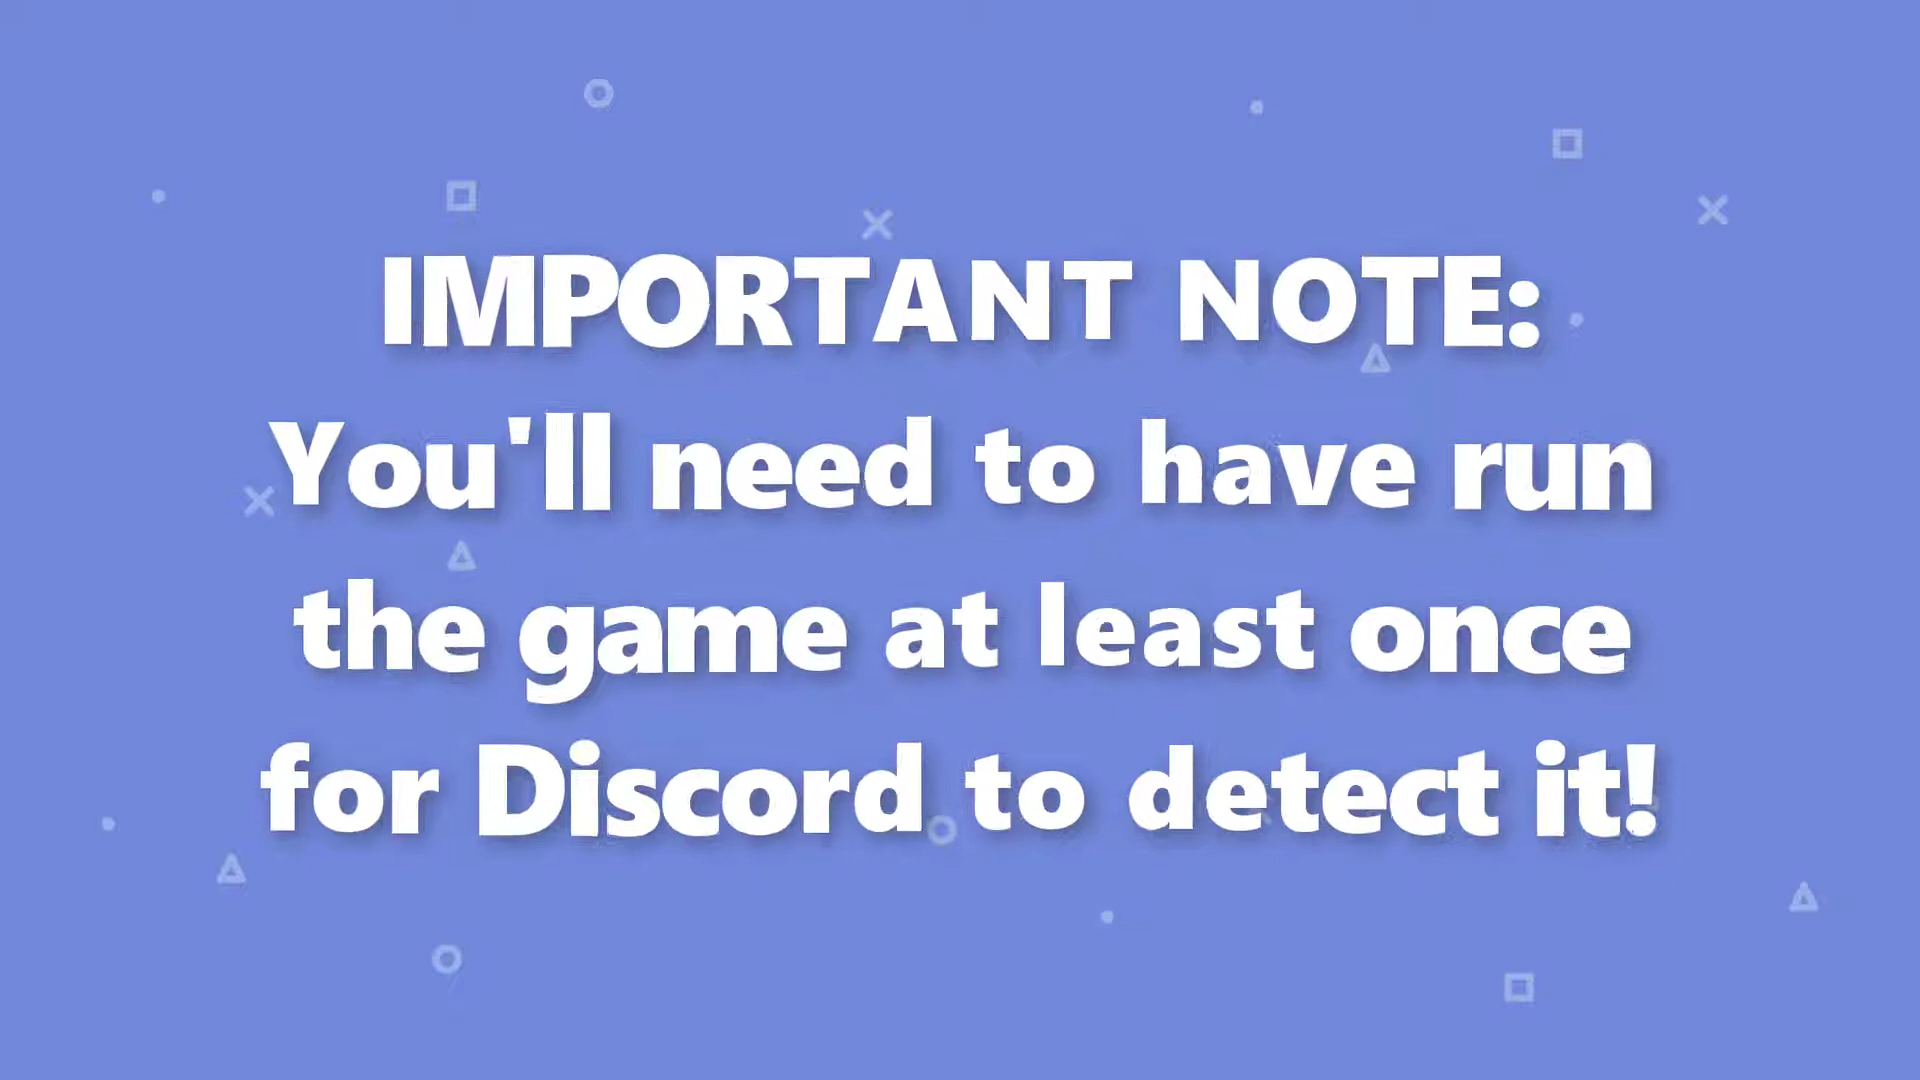 IMPORTANT NOTE:
You'll need to have run
the game at least once
for Discord to detect it!